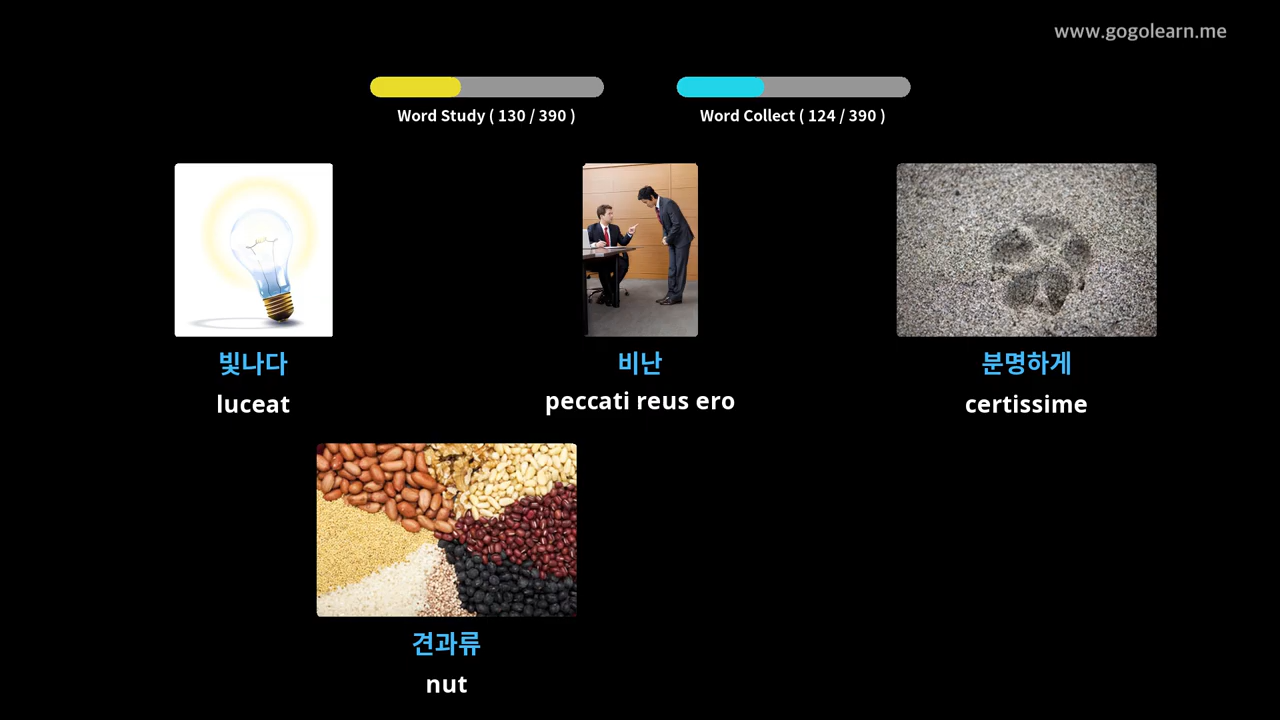 www.gogolearn.me
Word Study ( 130 / 390 )
Word Collect ( 124 / 390 )
빛나다
luceat
비난
peccati reus ero
분명하게
certissime
견과류
nut